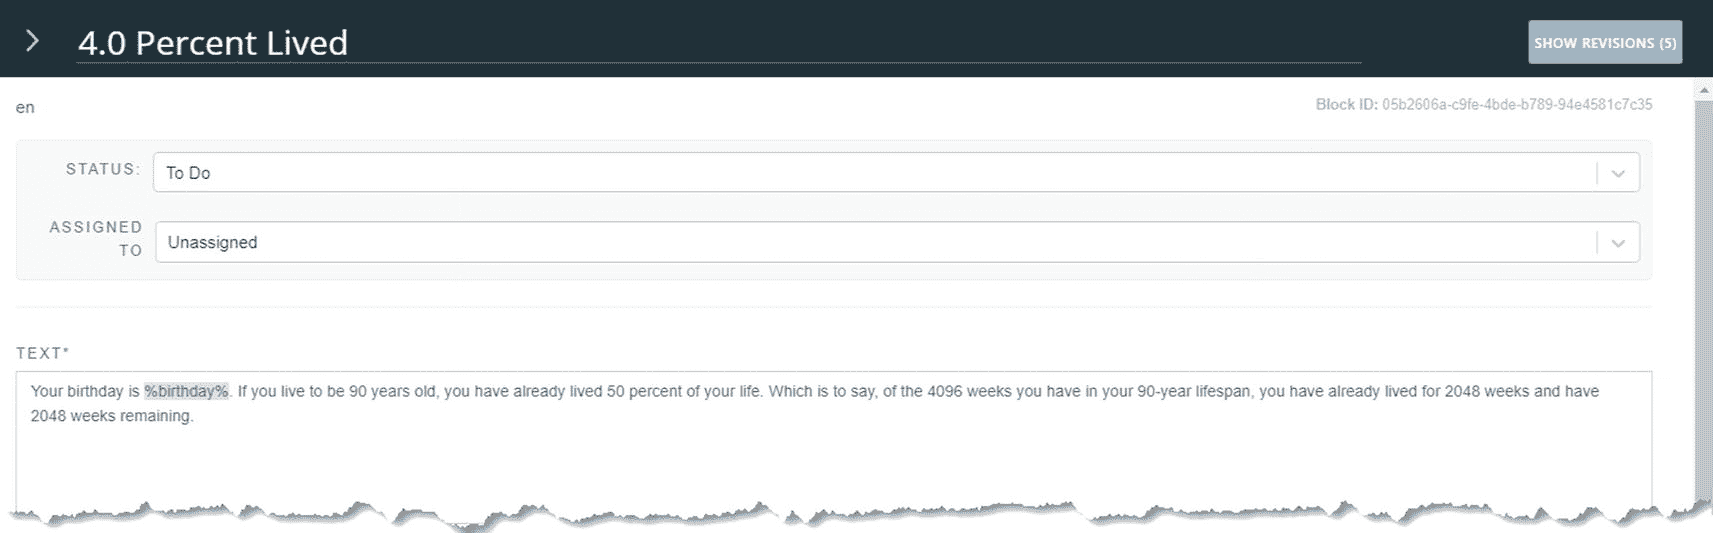 4.0 Percent Lived
SHOW REVISIONS (5)
en
Block ID: 05b2606a-c9fe-4bde-b789-94e4581c7c35
STATUS:
To Do
ASSIGNED
TO
Unassigned
TEXT*
Your birthday is %birthday%. If you live to be 90 years old, you have already lived 50 percent of your life. Which is to say, of the 4096 weeks you have in your 90-year lifespan, you have already lived for 2048 weeks and have
2048 weeks remaining.